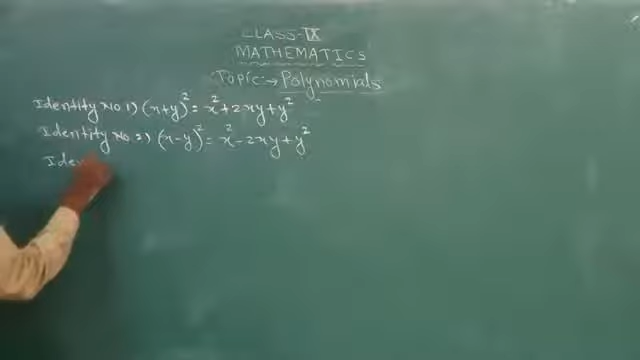 CLASS-IX
MATHEMATICS
Topic:→ Polynomials
Identity No. 1) (x+y)² = x² + 2xy + y²
Identity No. 2) (x-y)² = x² - 2xy + y²
Ide